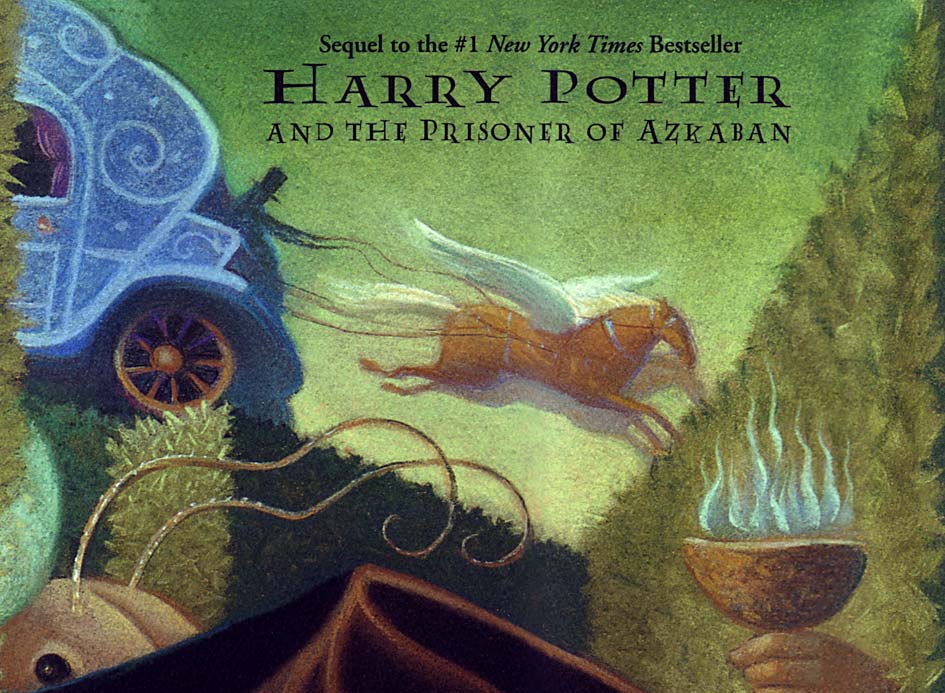 Sequel to the #1 New York Times Bestseller
HARRY POTTER
AND THE PRISONER OF AZKABAN